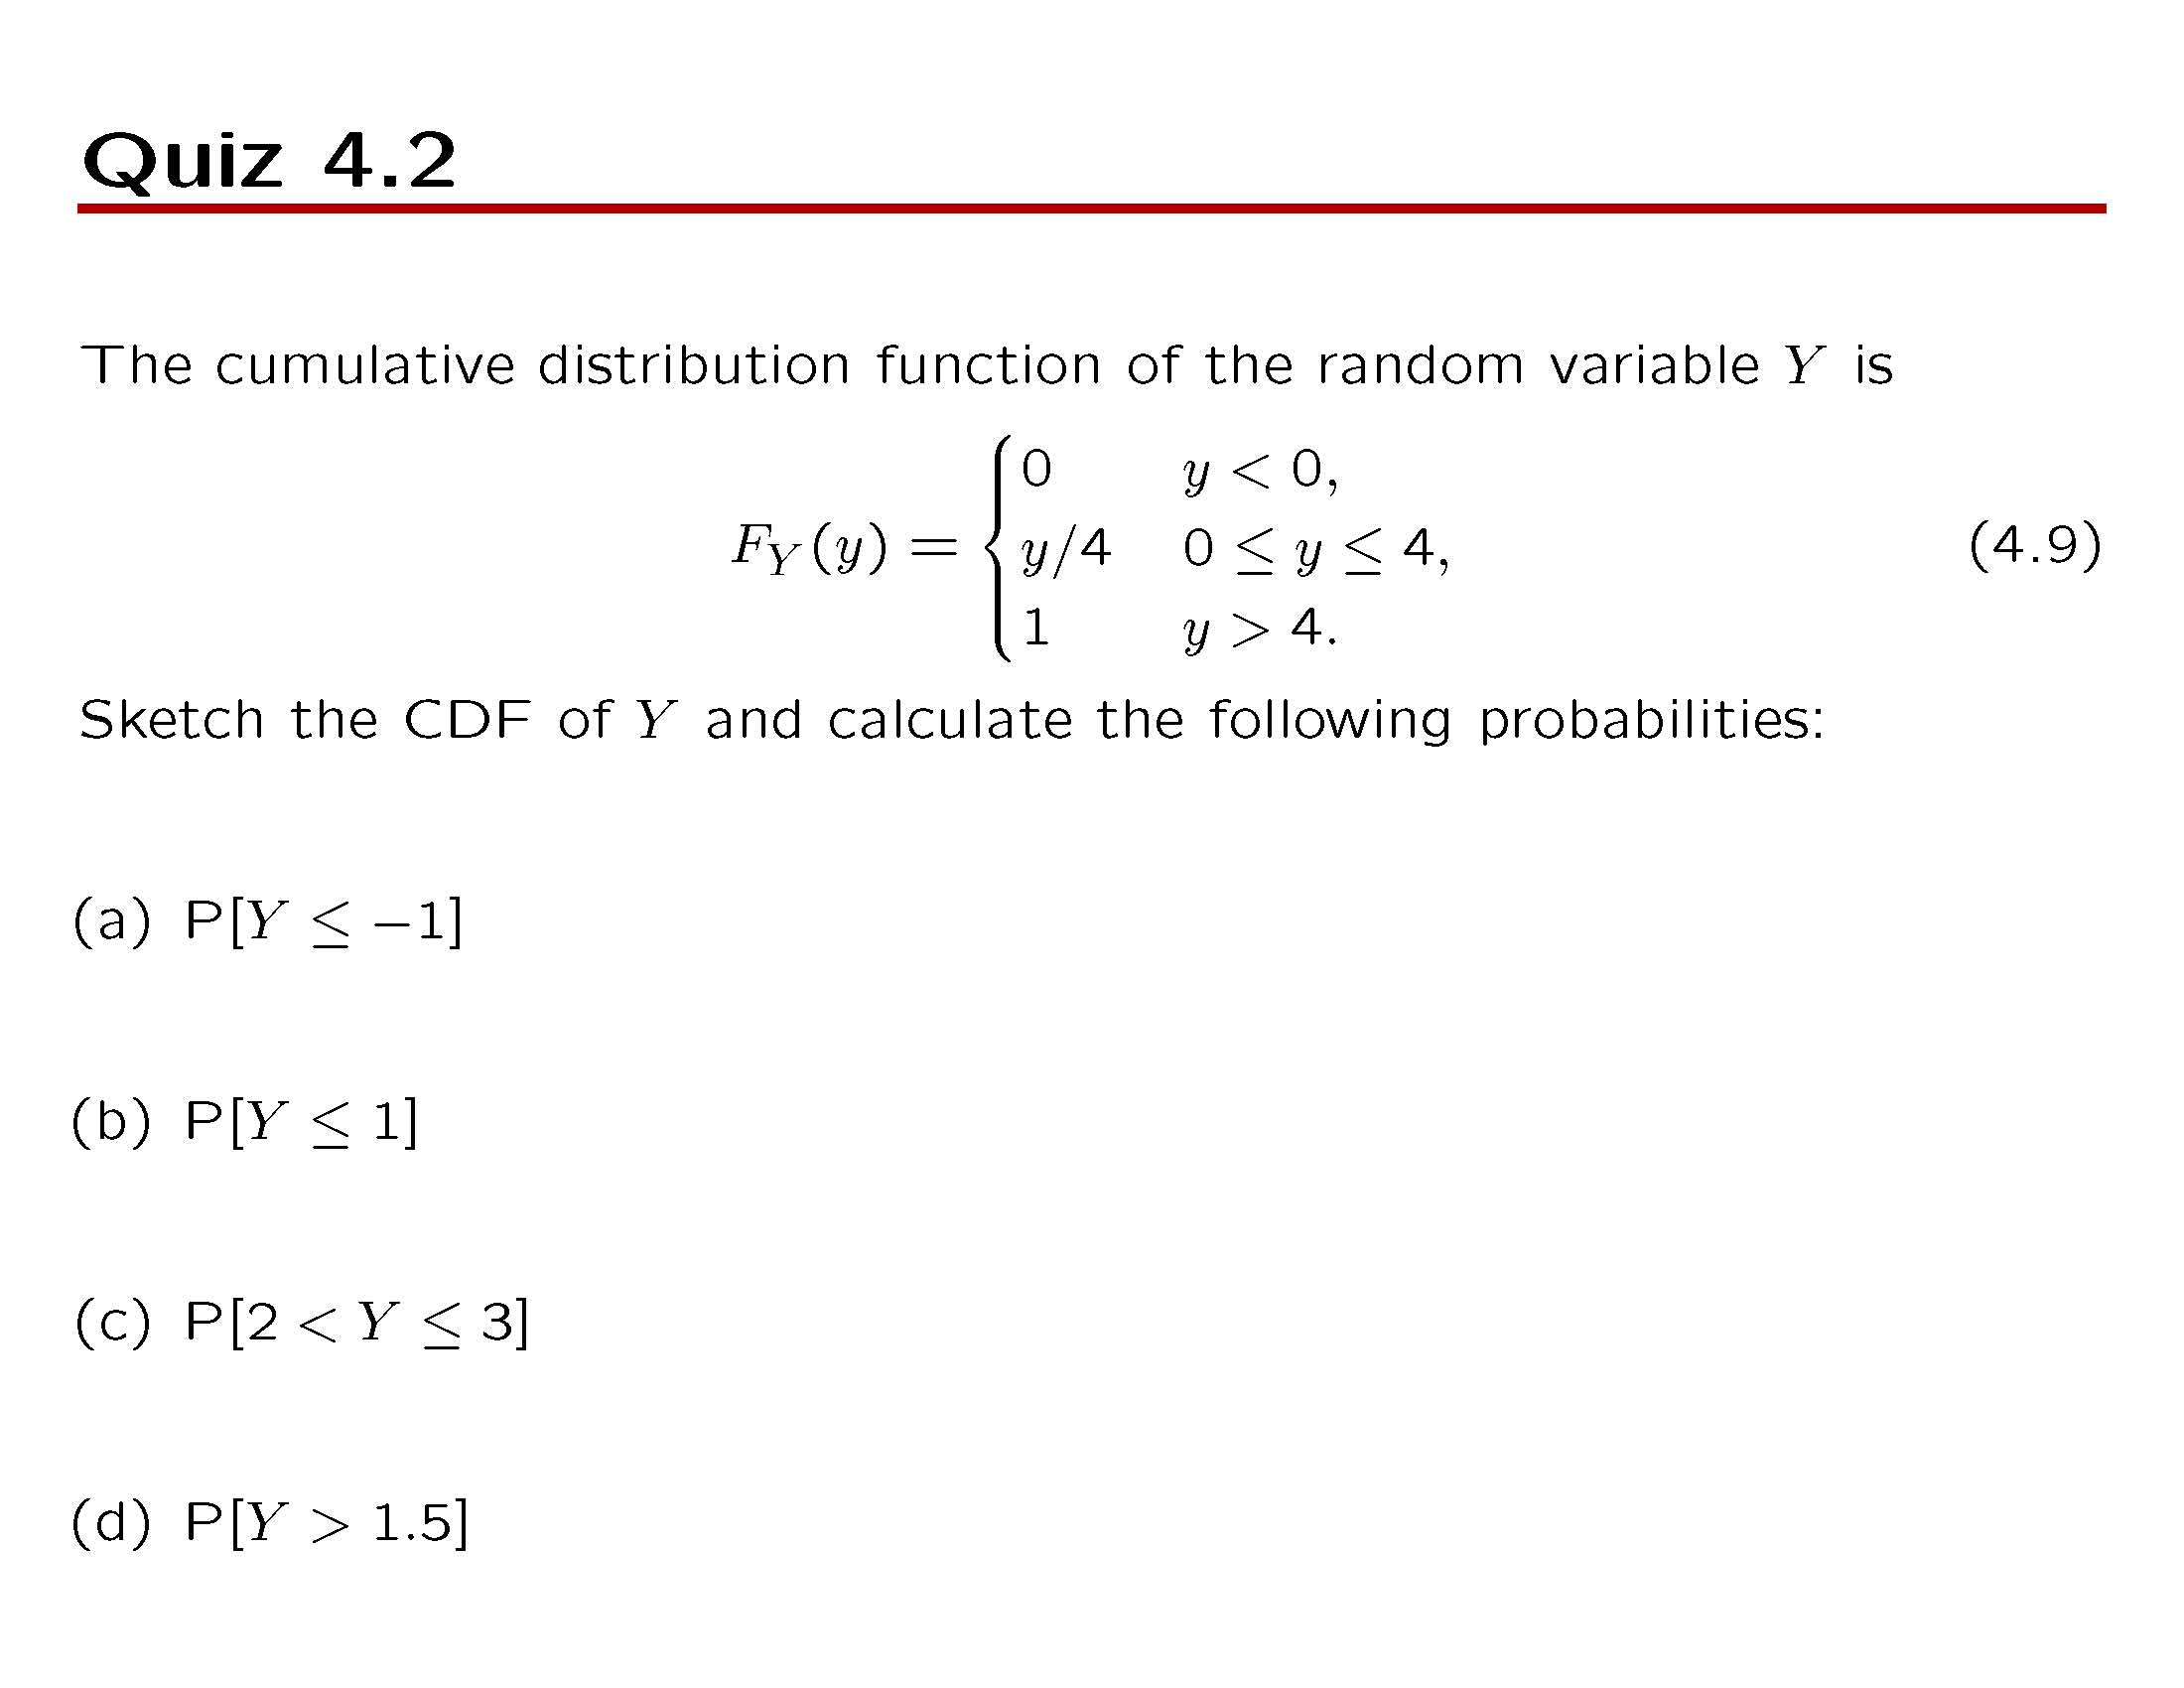 Quiz 4.2
The cumulative distribution function of the random variable Y is
F_Y(y) = { 0 y < 0,
y/4 0 ≤ y ≤ 4, (4.9)
1 y > 4.
Sketch the CDF of Y and calculate the following probabilities:
(a) P[Y ≤ −1]
(b) P[Y ≤ 1]
(c) P[2 < Y ≤ 3]
(d) P[Y > 1.5]